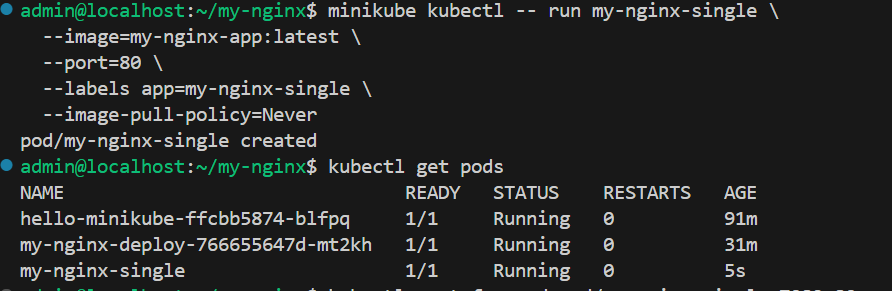 admin@localhost:~/my-nginx$ minikube kubectl -- run my-nginx-single \
--image=my-nginx-app:latest \
--port=80 \
--labels app=my-nginx-single \
--image-pull-policy=Never
pod/my-nginx-single created
admin@localhost:~/my-nginx$ kubectl get pods
NAME READY STATUS RESTARTS AGE
hello-minikube-ffcbb5874-blfpq 1/1 Running 0 91m
my-nginx-deploy-766655647d-mt2kh 1/1 Running 0 31m
my-nginx-single 1/1 Running 0 5s